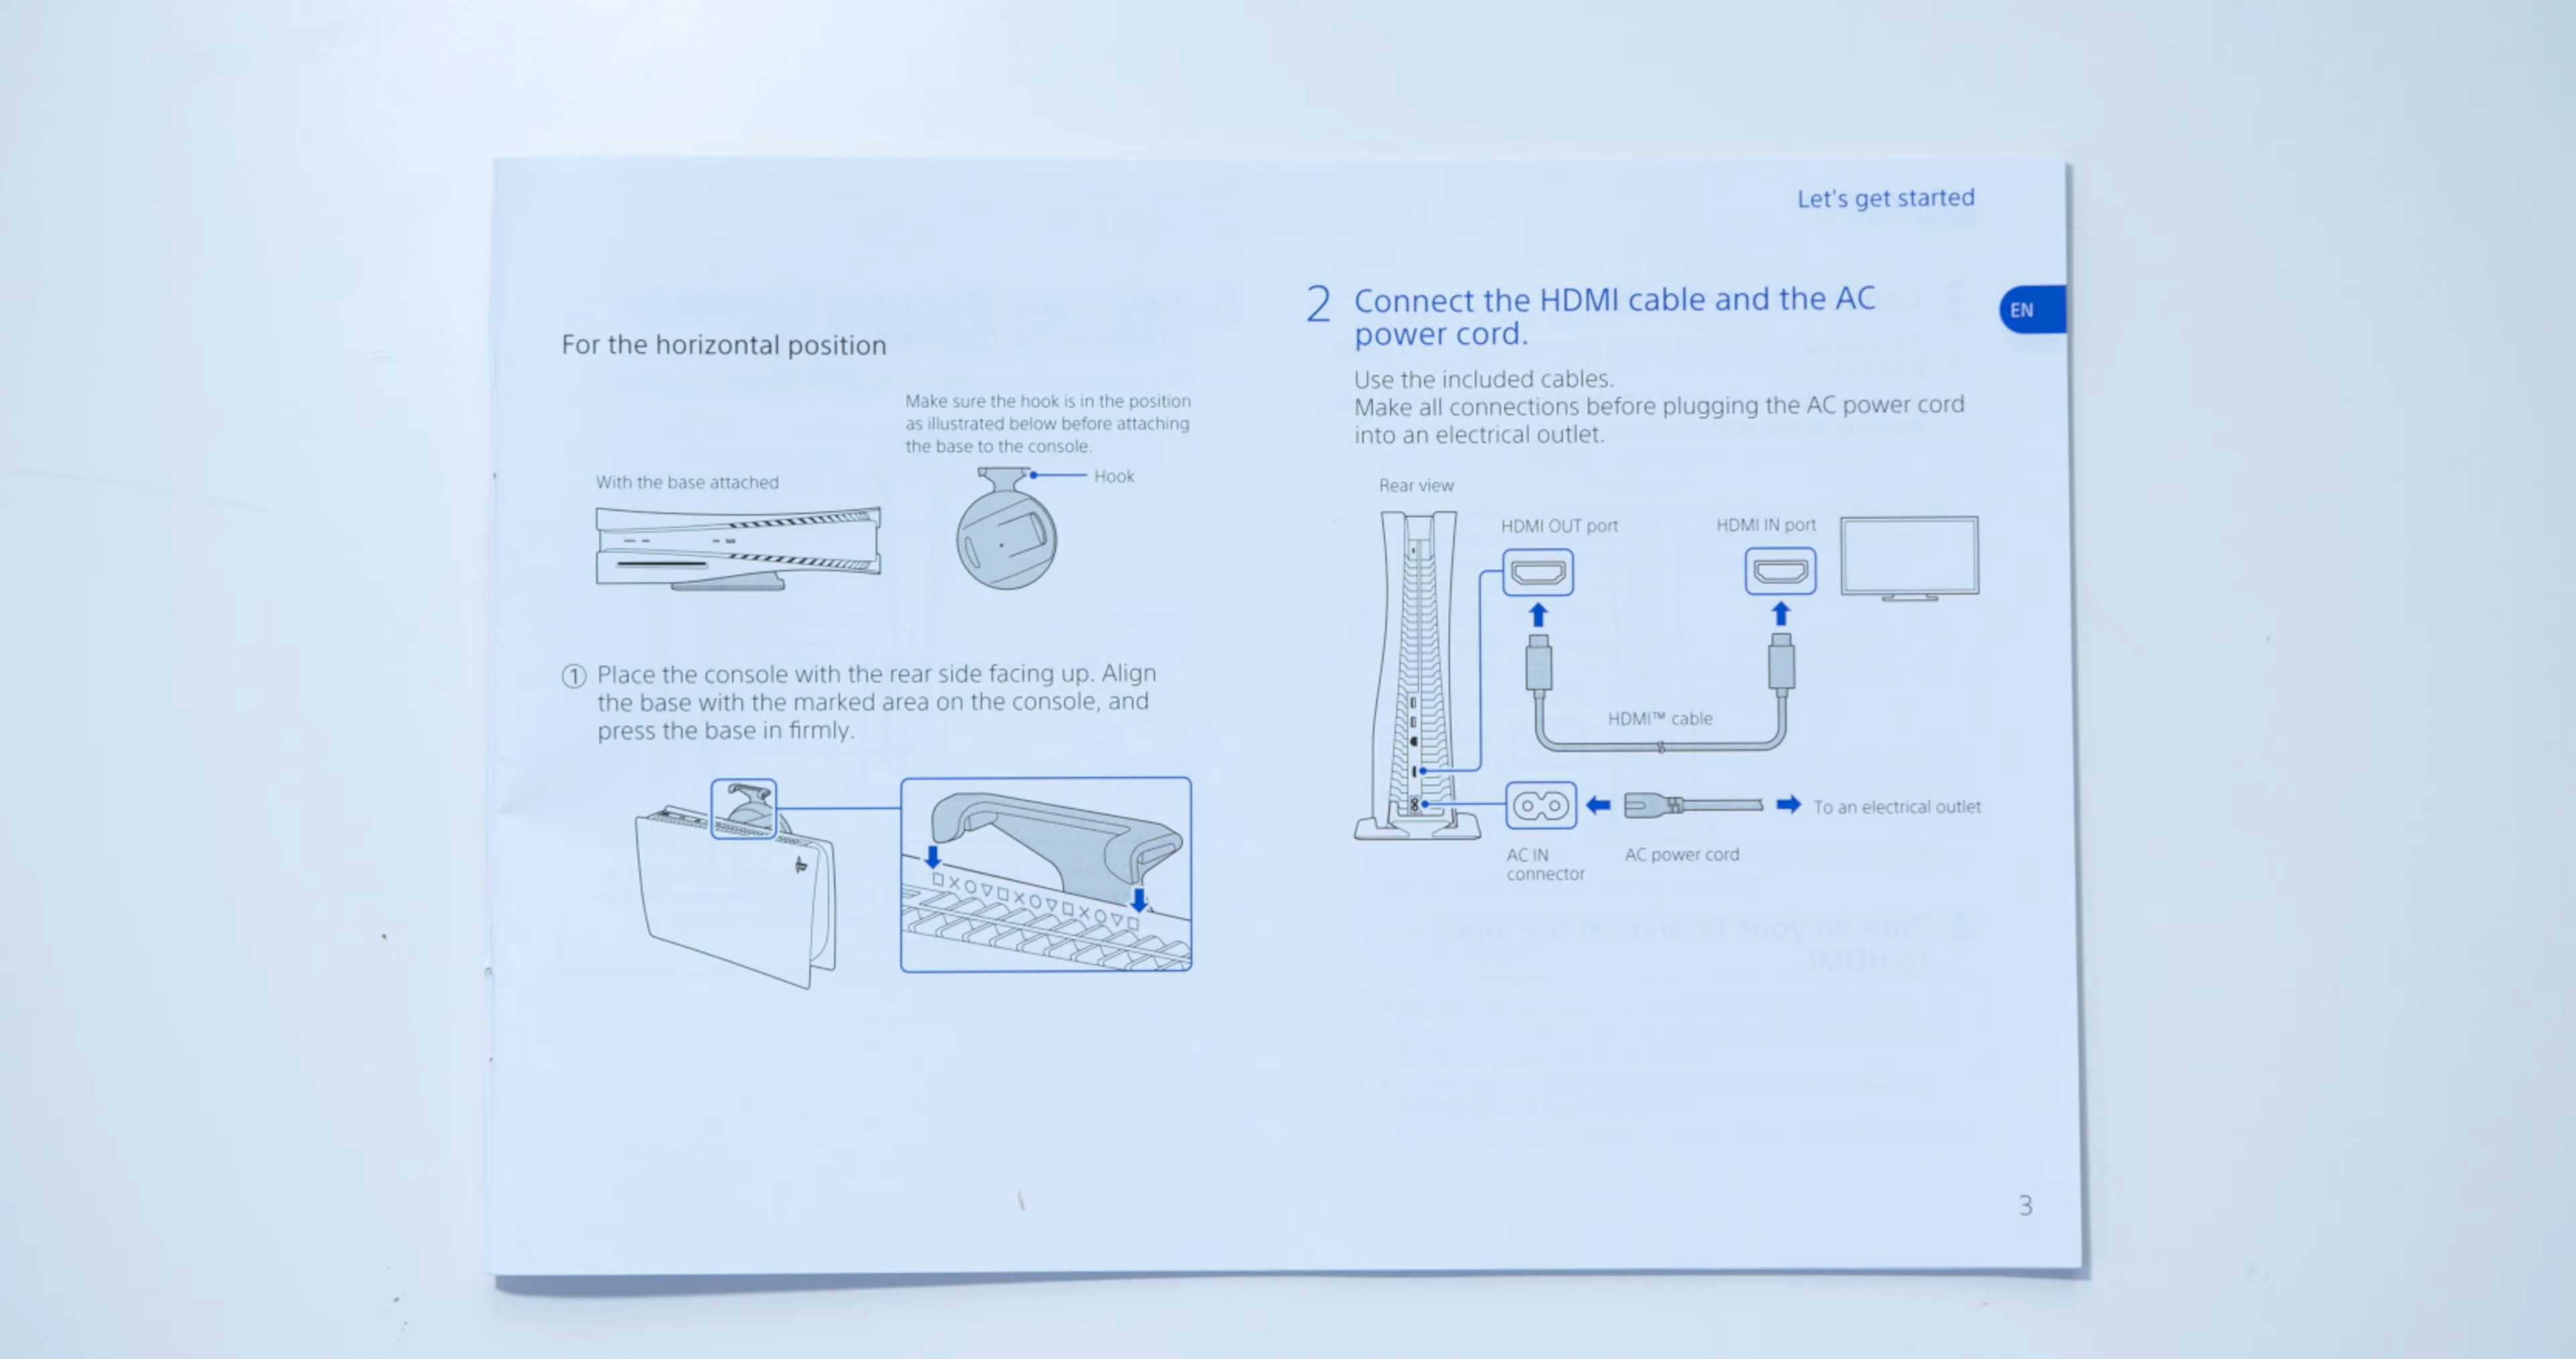 Let's get started
EN
For the horizontal position
Make sure the hook is in the position
as illustrated below before attaching
the base to the console.
With the base attached
Hook
① Place the console with the rear side facing up. Align
the base with the marked area on the console, and
press the base in firmly.
2 Connect the HDMI cable and the AC
power cord.
Use the included cables.
Make all connections before plugging the AC power cord
into an electrical outlet.
Rear view
HDMI OUT port
HDMI IN port
HDMI™ cable
To an electrical outlet
AC IN
connector
AC power cord
3